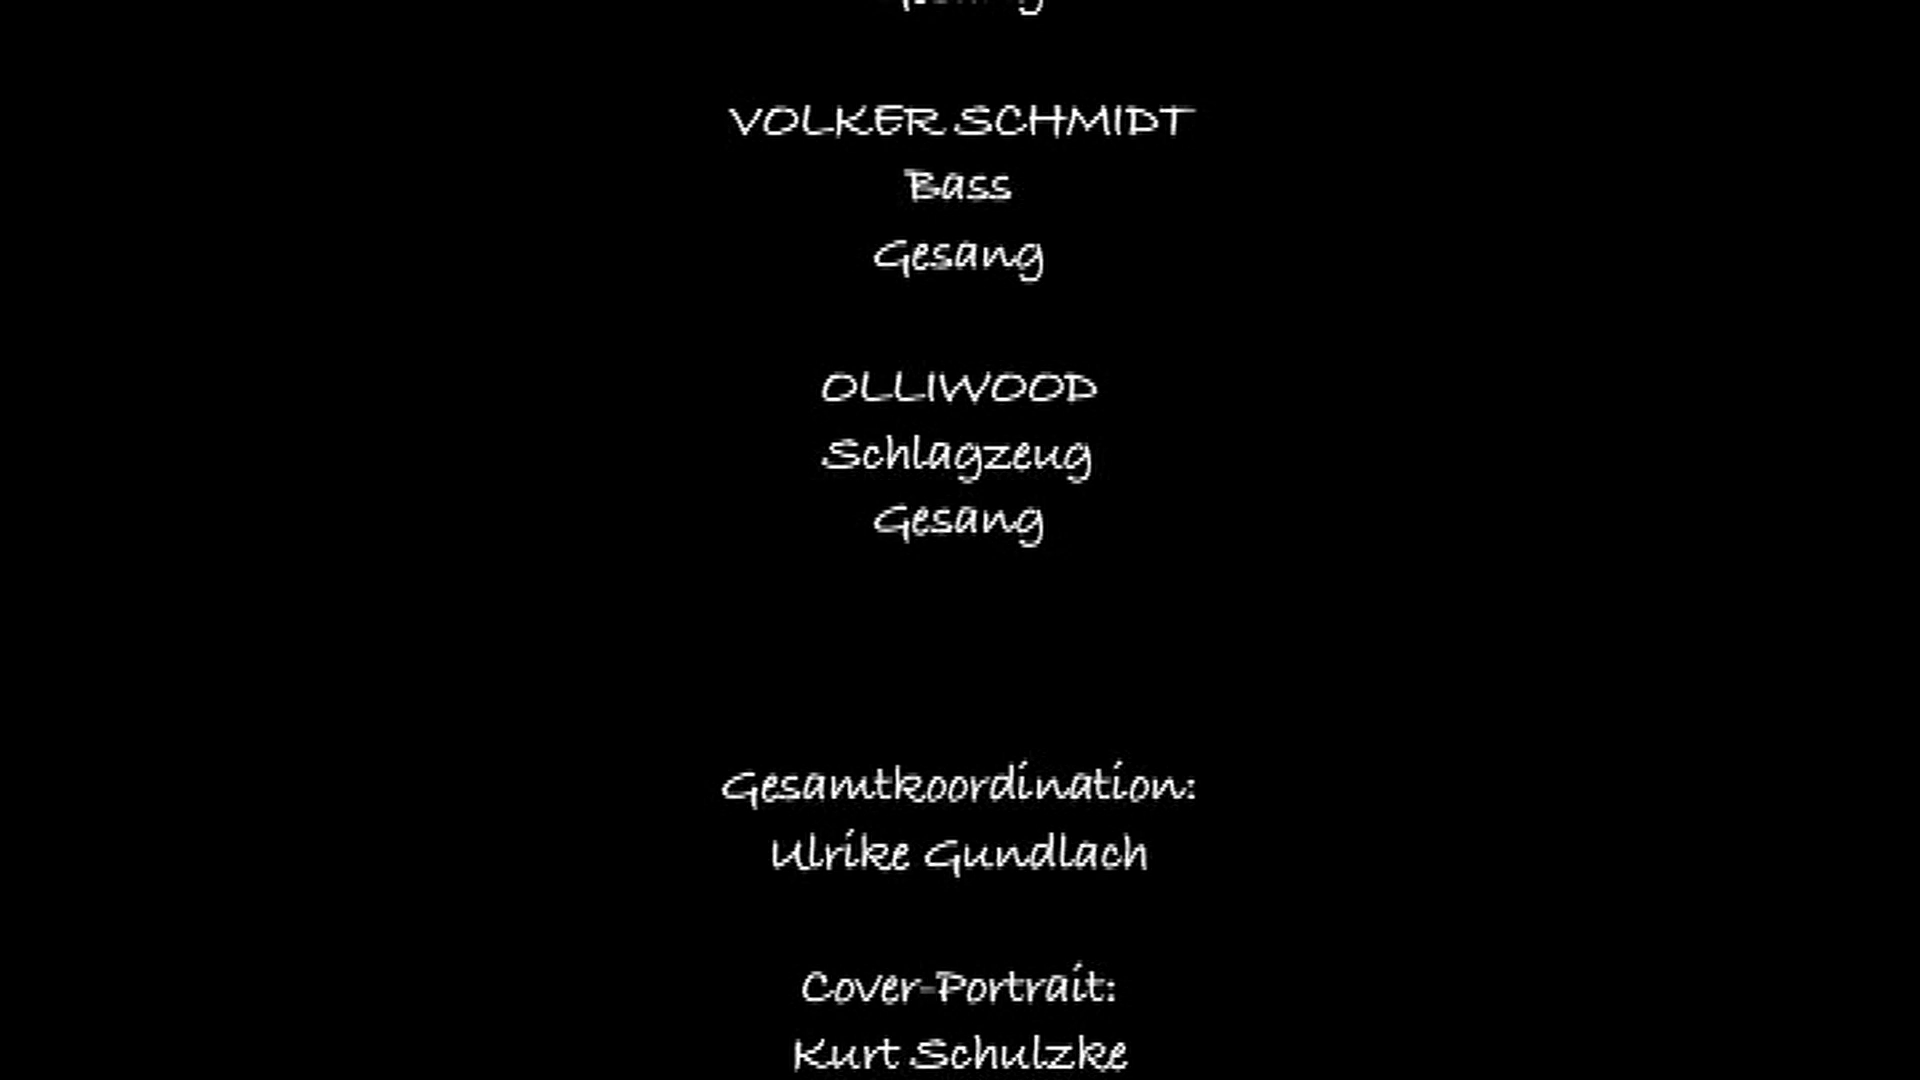 VOLKER SCHMIDT
Bass
Gesang
OLLIWOOD
Schlagzeug
Gesang
Gesamtkoordination:
Ulrike Gundlach
Cover-Portrait:
Kurt Schulzke